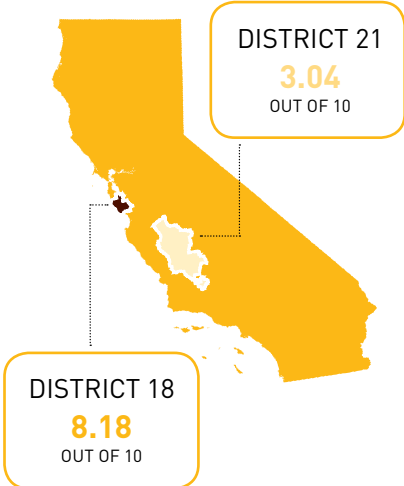 DISTRICT 21
3.04
OUT OF 10
DISTRICT 18
8.18
OUT OF 10